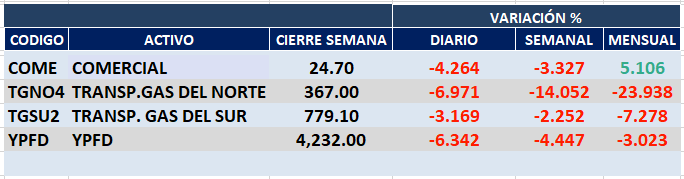 VARIACIÓN %
CODIGO ACTIVO CIERRE SEMANA DIARIO SEMANAL MENSUAL
COME COMERCIAL 24.70 -4.264 -3.327 5.106
TGNO4 TRANSP.GAS DEL NORTE 367.00 -6.971 -14.052 -23.938
TGSU2 TRANSP. GAS DEL SUR 779.10 -3.169 -2.252 -7.278
YPFD YPFD 4,232.00 -6.342 -4.447 -3.023